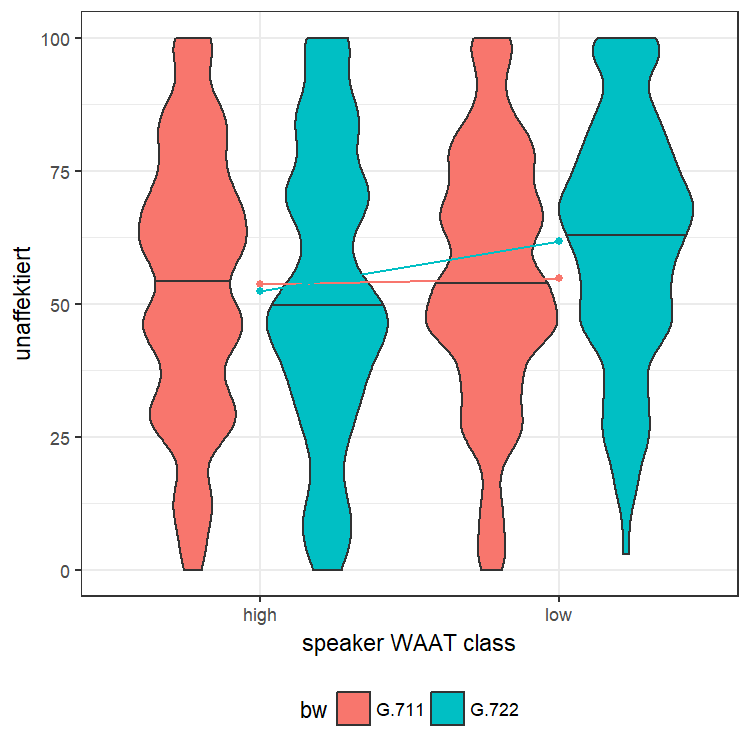 100
75
50
25
0
unaffektiert
high low
speaker WAAT class
bw G.711 G.722